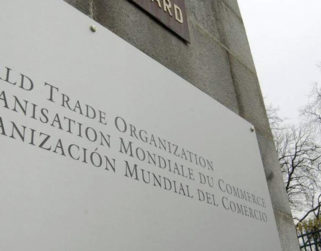 ARD
LD TRADE ORGANIZATION
ANISATION MONDIALE DU COMMERCE
ANIZACIÓN MUNDIAL DEL COMERCIO